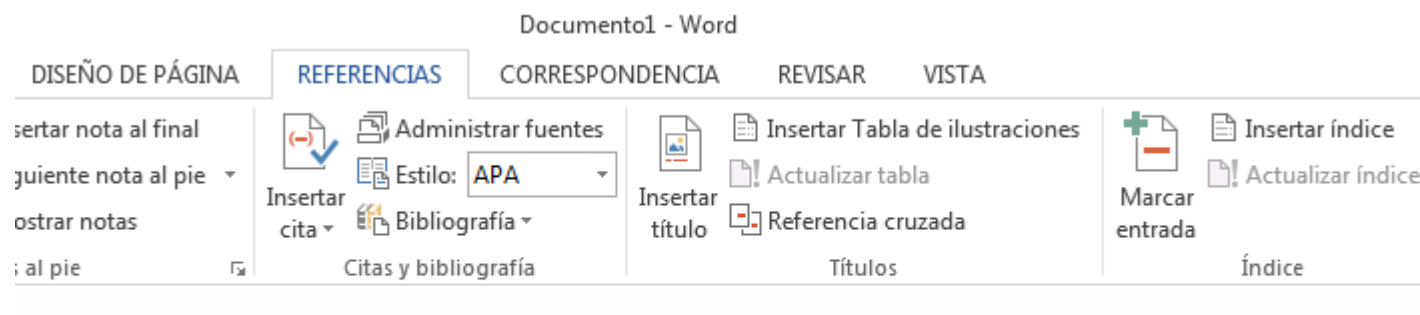 Documento1 - Word
DISEÑO DE PÁGINA REFERENCIAS CORRESPONDENCIA REVISAR VISTA
sertar nota al final
guiente nota al pie
ostrar notas
s al pie
Insertar
cita
Administrar fuentes
Estilo: APA
Bibliografía
Citas y bibliografía
Insertar
título
Insertar Tabla de ilustraciones
Actualizar tabla
Referencia cruzada
Títulos
Marcar
entrada
Insertar índice
Actualizar índice
Índice